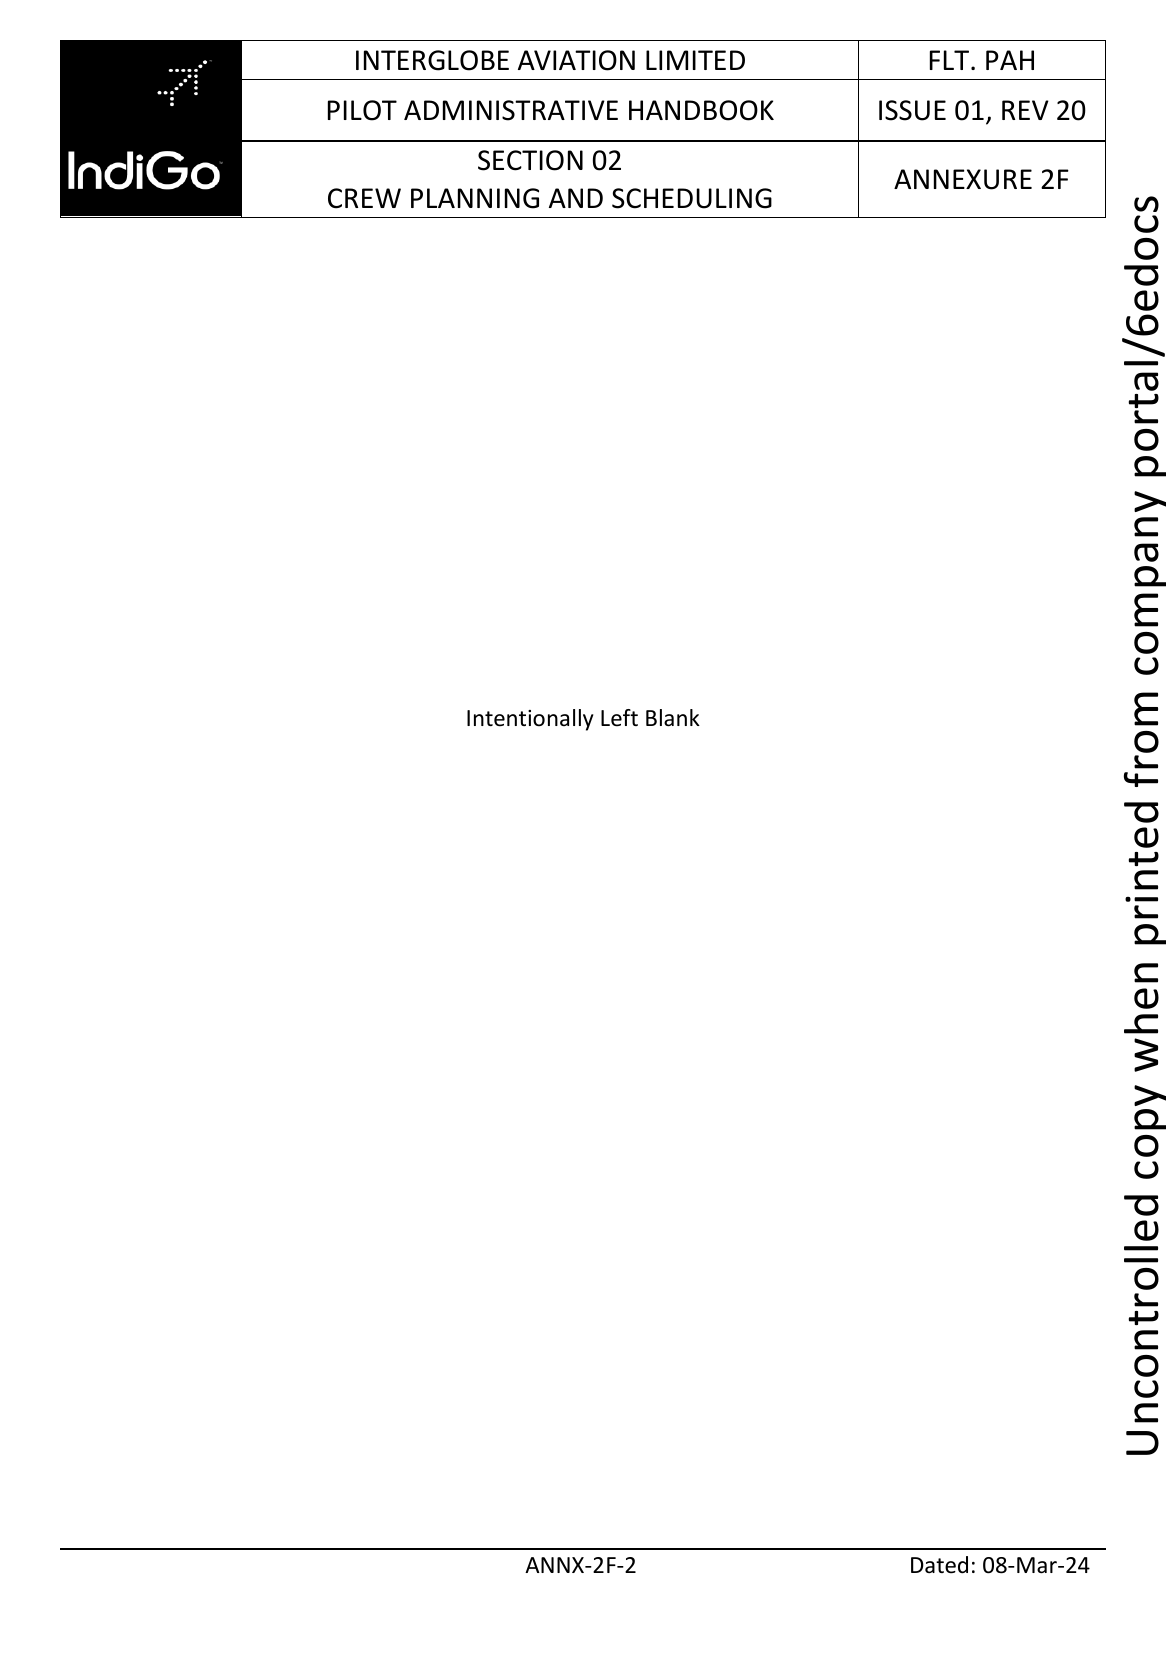 IndiGo
INTERGLOBE AVIATION LIMITED
FLT. PAH
PILOT ADMINISTRATIVE HANDBOOK
ISSUE 01, REV 20
SECTION 02
CREW PLANNING AND SCHEDULING
ANNEXURE 2F
Intentionally Left Blank
Uncontrolled copy when printed from company portal/6edocs
ANNX-2F-2
Dated: 08-Mar-24